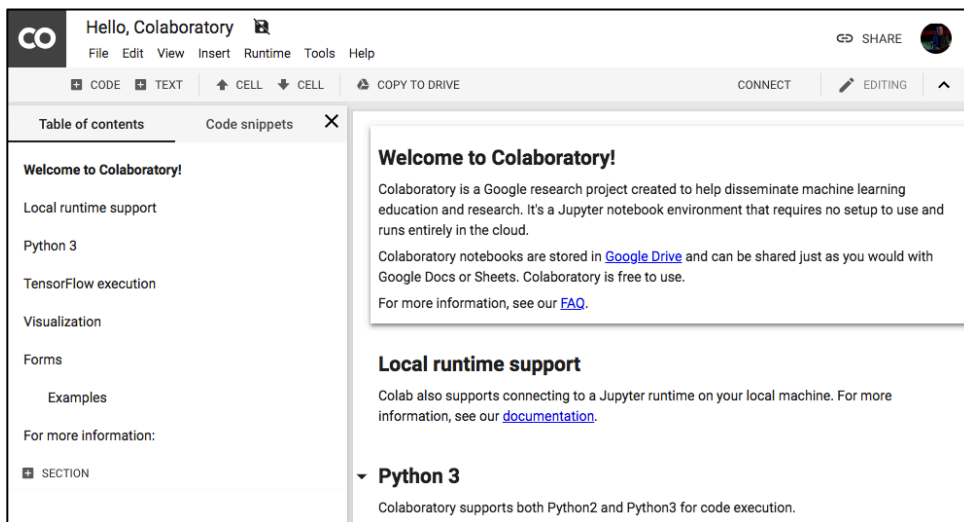 CO
Hello, Colaboratory
File Edit View Insert Runtime Tools Help
SHARE
CODE TEXT CELL CELL COPY TO DRIVE CONNECT EDITING
Table of contents Code snippets
Welcome to Colaboratory!
Local runtime support
Python 3
TensorFlow execution
Visualization
Forms
Examples
For more information:
SECTION
Welcome to Colaboratory!
Colaboratory is a Google research project created to help disseminate machine learning
education and research. It's a Jupyter notebook environment that requires no setup to use and
runs entirely in the cloud.
Colaboratory notebooks are stored in Google Drive and can be shared just as you would with
Google Docs or Sheets. Colaboratory is free to use.
For more information, see our FAQ.
Local runtime support
Colab also supports connecting to a Jupyter runtime on your local machine. For more
information, see our documentation.
Python 3
Colaboratory supports both Python2 and Python3 for code execution.